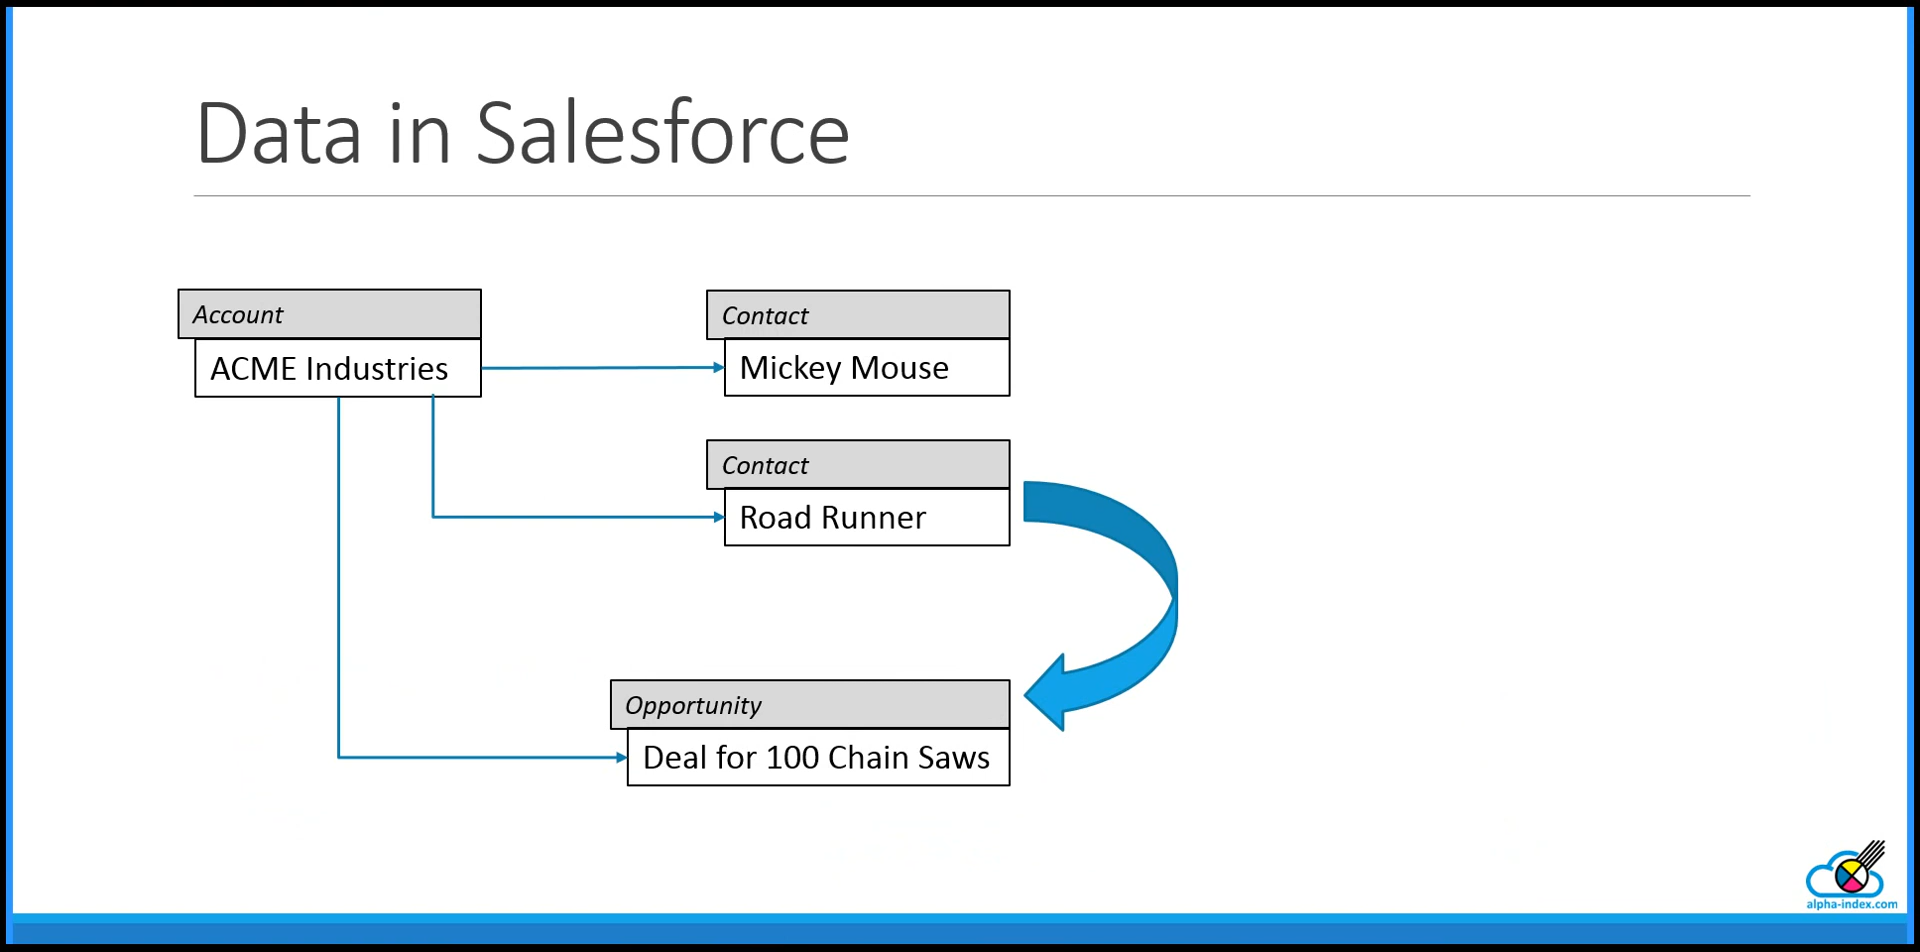 Data in Salesforce
Account
ACME Industries
Contact
Mickey Mouse
Contact
Road Runner
Opportunity
Deal for 100 Chain Saws
alpha-index.com